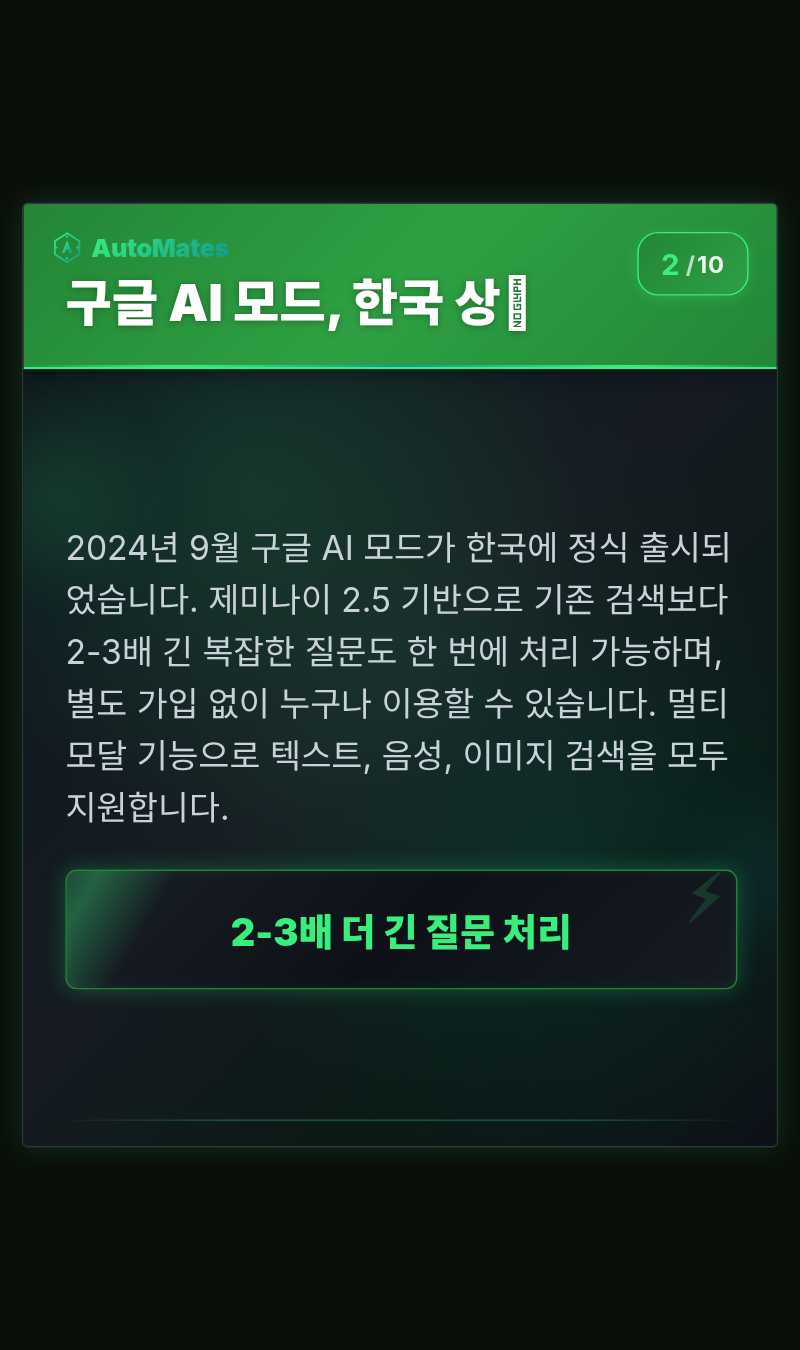 AutoMates
2 /10
구글 AI 모드, 한국 상
2024년 9월 구글 AI 모드가 한국에 정식 출시되
었습니다. 제미나이 2.5 기반으로 기존 검색보다
2-3배 긴 복잡한 질문도 한 번에 처리 가능하며,
별도 가입 없이 누구나 이용할 수 있습니다. 멀티
모달 기능으로 텍스트, 음성, 이미지 검색을 모두
지원합니다.
2-3배 더 긴 질문 처리